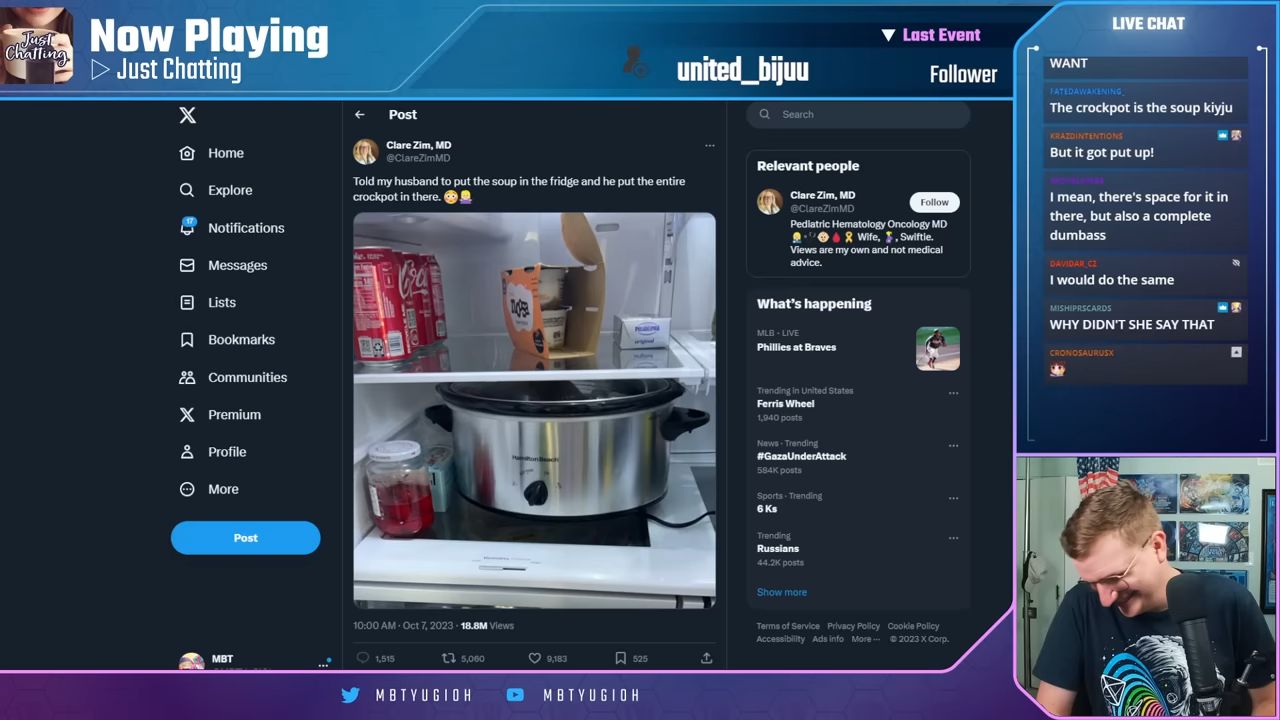 Just
Chatting
Now Playing
Just Chatting
Last Event
united_bijuu
Follower
LIVE CHAT
WANT
FATEDAWAKENING_
The crockpot is the soup kiyju
KRAZDINTENTIONS
But it got put up!
I mean, there's space for it in
there, but also a complete
dumbass
DAVIDAR_CZ
I would do the same
MISHIPRSCARDS
WHY DIDN'T SHE SAY THAT
CRONOSAURUSX
Home
Explore
17
Notifications
Messages
Lists
Bookmarks
Communities
Premium
Profile
More
Post
MBT
Post
Clare Zim, MD
@ClareZimMD
Told my husband to put the soup in the fridge and he put the entire
crockpot in there.
Coca
noosa
PHILADELPHIA
original
Hamilton Beach
10:00 AM · Oct 7, 2023 · 18.8M Views
1,515
5,060
9,183
525
Search
Relevant people
Clare Zim, MD
@ClareZimMD
Follow
Pediatric Hematology Oncology MD
Wife, Swiftie.
Views are my own and not medical
advice.
What's happening
MLB · LIVE
Phillies at Braves
Trending in United States
Ferris Wheel
1,940 posts
News · Trending
#GazaUnderAttack
584K posts
Sports · Trending
6 Ks
Trending
Russians
44.2K posts
Show more
Terms of Service Privacy Policy Cookie Policy
Accessibility Ads info More ··· © 2023 X Corp.
MBTYUGIOH
MBTYUGIOH